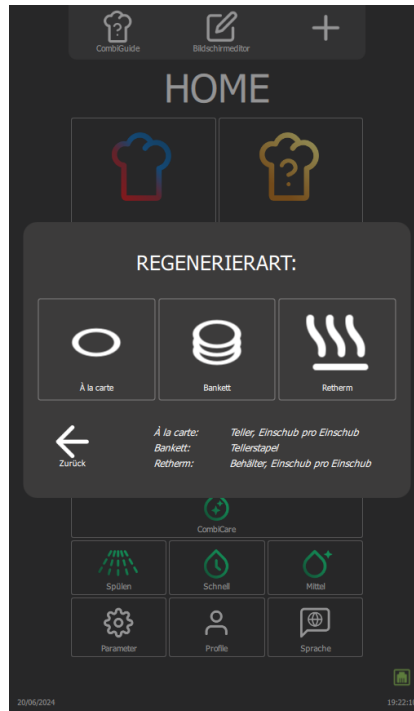 CombiGuide
Bildschirmeditor
HOME
REGENERIERART:
À la carte
Bankett
Retherm
À la carte: Teller, Einschub pro Einschub
Bankett: Tellerstapel
Retherm: Behälter, Einschub pro Einschub
Zurück
CombiCare
Spülen
Schnell
Mittel
Parameter
Profile
Sprache
20/06/2024